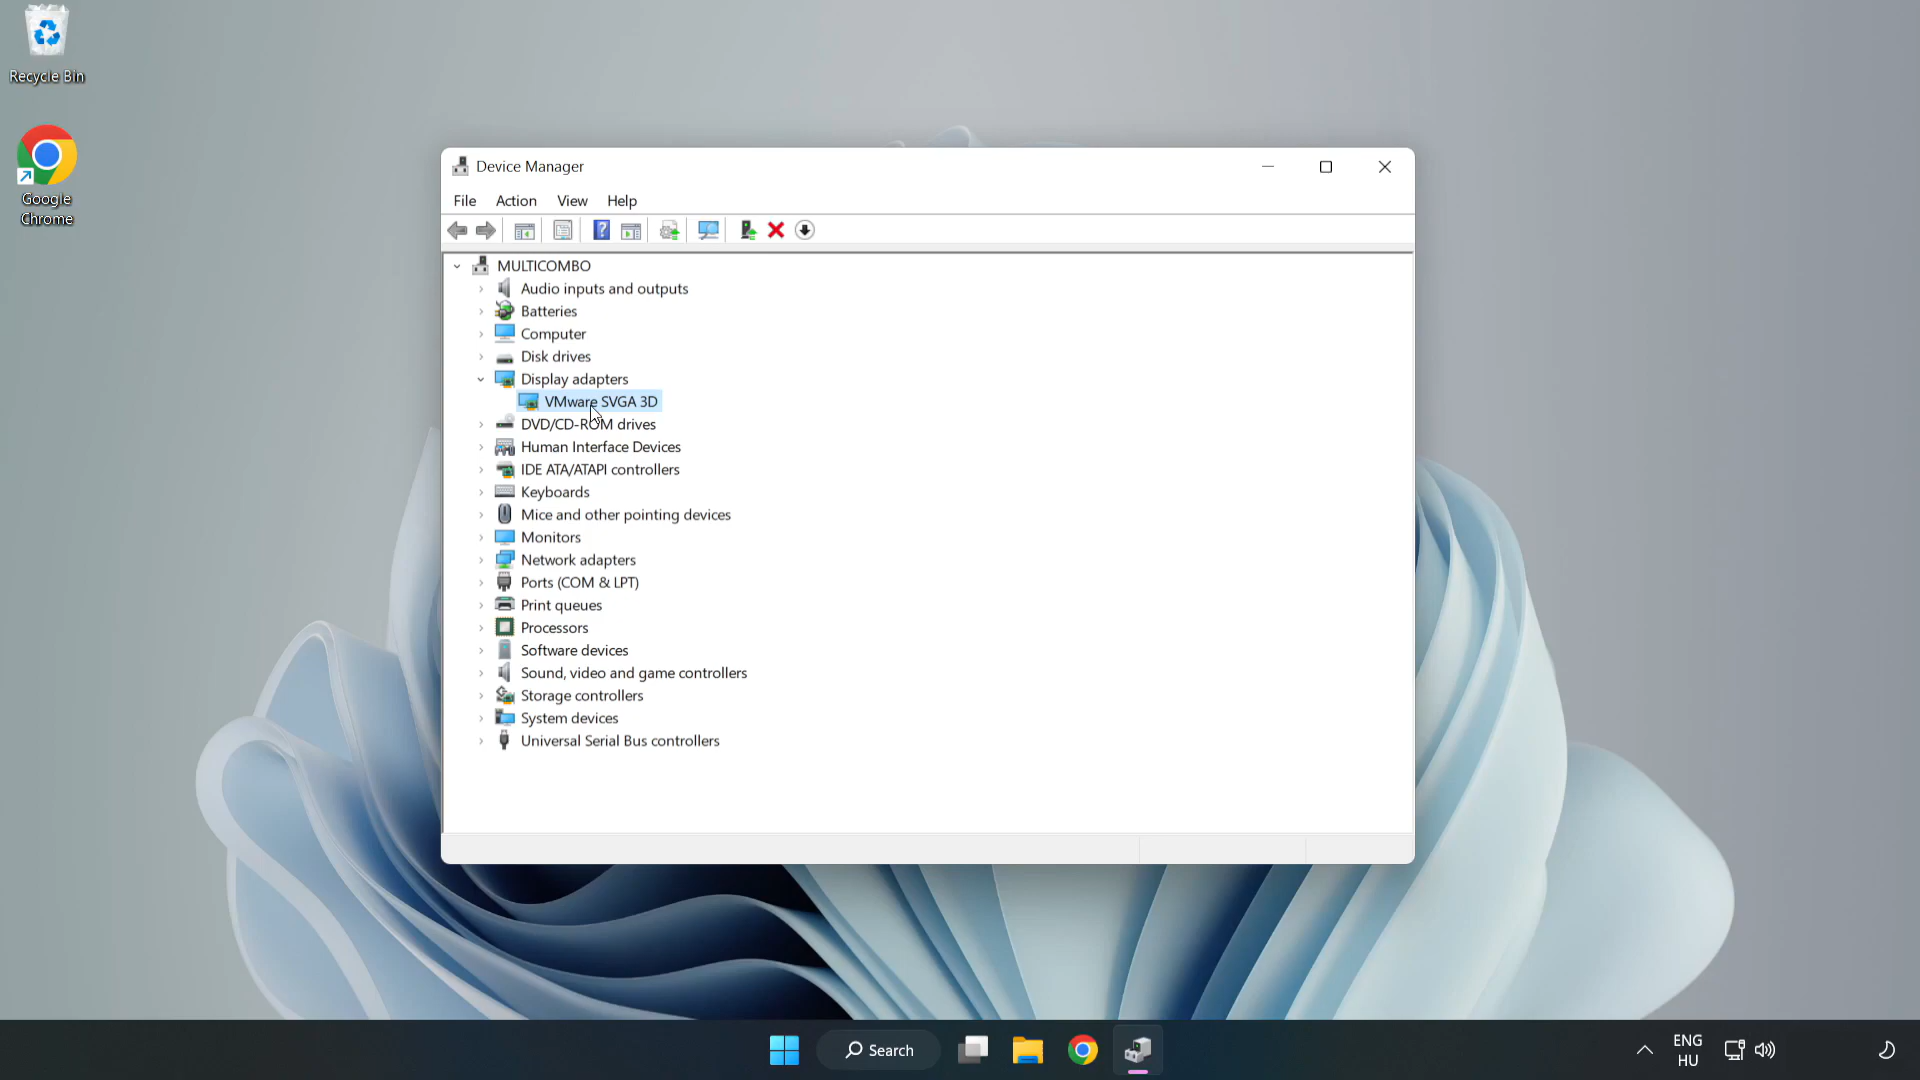 Recycle Bin
Google
Chrome
Device Manager
File Action View Help
MULTICOMBO
Audio inputs and outputs
Batteries
Computer
Disk drives
Display adapters
VMware SVGA 3D
DVD/CD-ROM drives
Human Interface Devices
IDE ATA/ATAPI controllers
Keyboards
Mice and other pointing devices
Monitors
Network adapters
Ports (COM & LPT)
Print queues
Processors
Software devices
Sound, video and game controllers
Storage controllers
System devices
Universal Serial Bus controllers
Search
ENG
HU